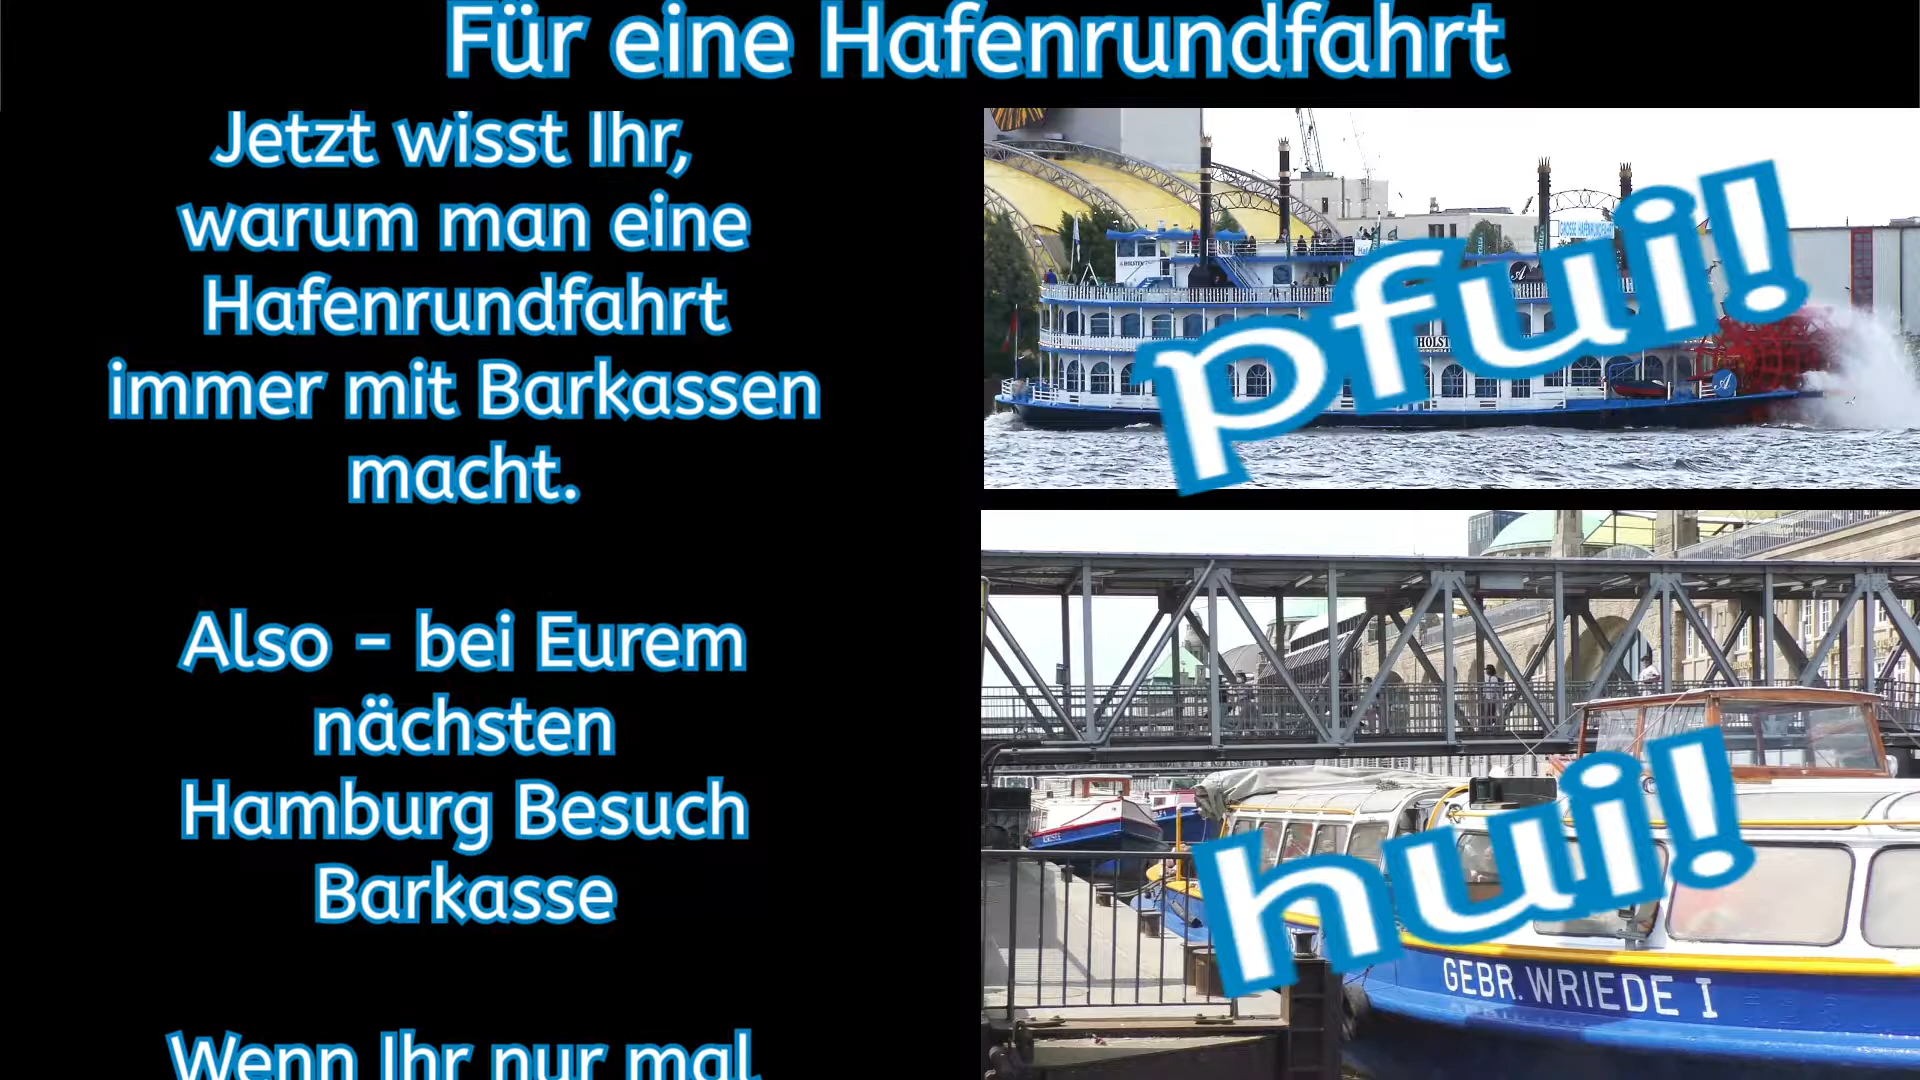 Für eine Hafenrundfahrt
Jetzt wisst Ihr,
warum man eine
Hafenrundfahrt
immer mit Barkassen
macht.
Also - bei Eurem
nächsten
Hamburg Besuch
Barkasse
Wenn Ihr nur mal
pfui!
HOLSTEN
hui!
GEBR. WRIEDE I